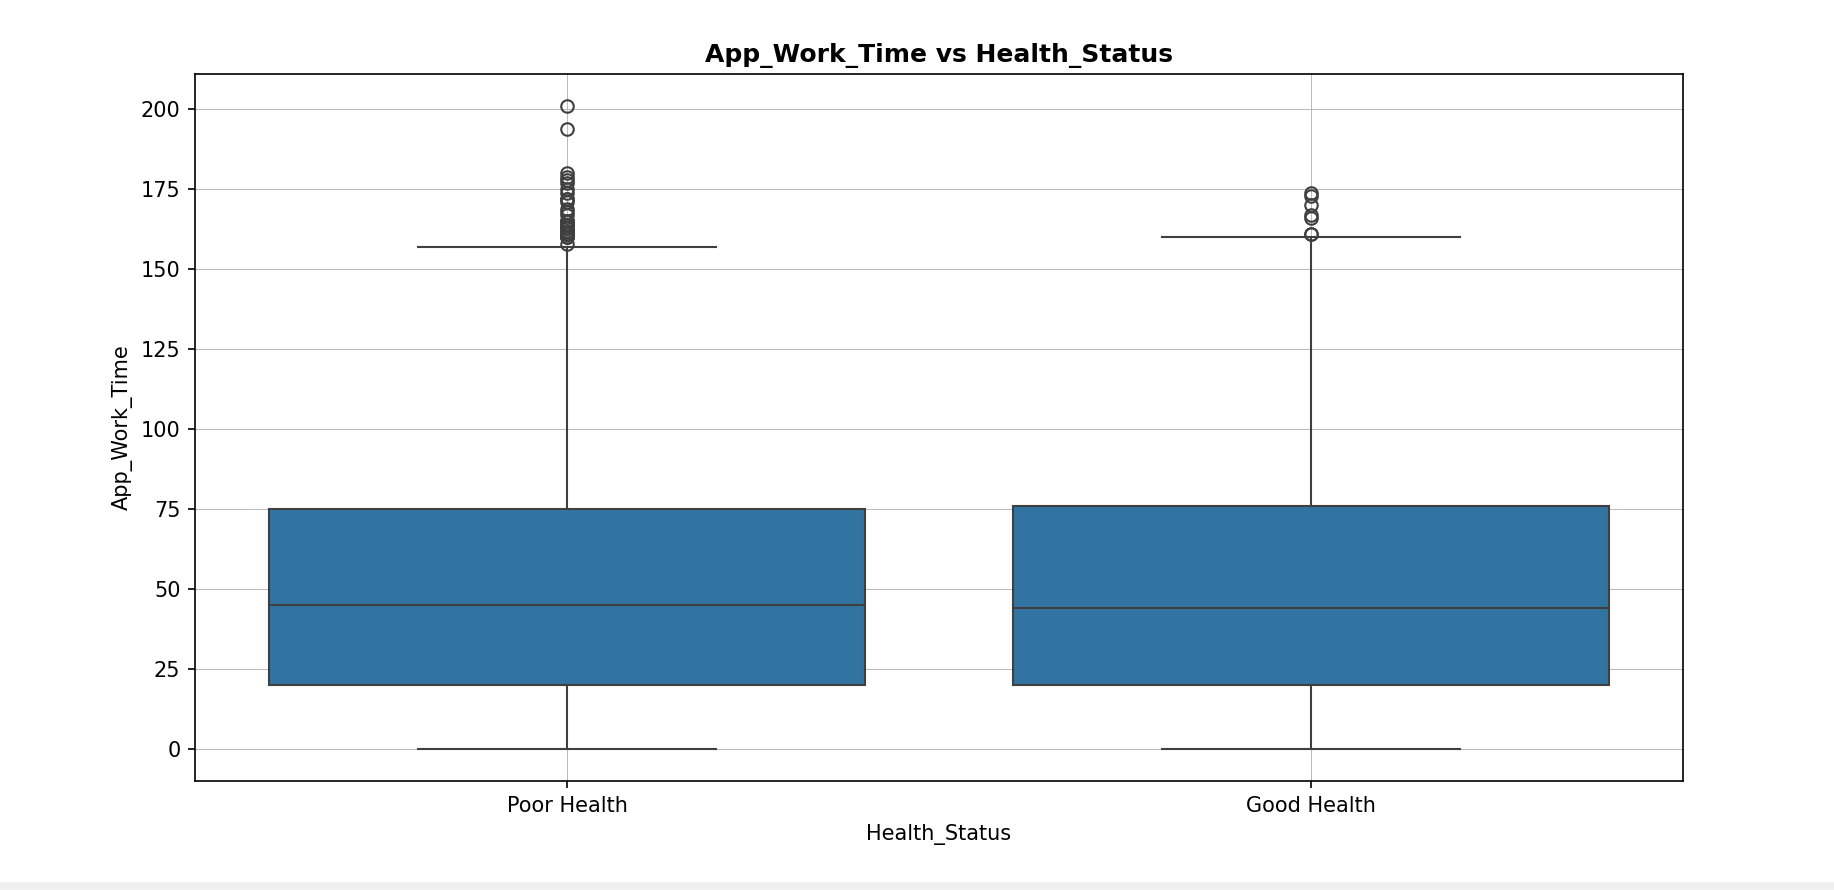 App_Work_Time vs Health_Status
200
175
150
125
100
75
50
25
0
App_Work_Time
Poor Health
Good Health
Health_Status